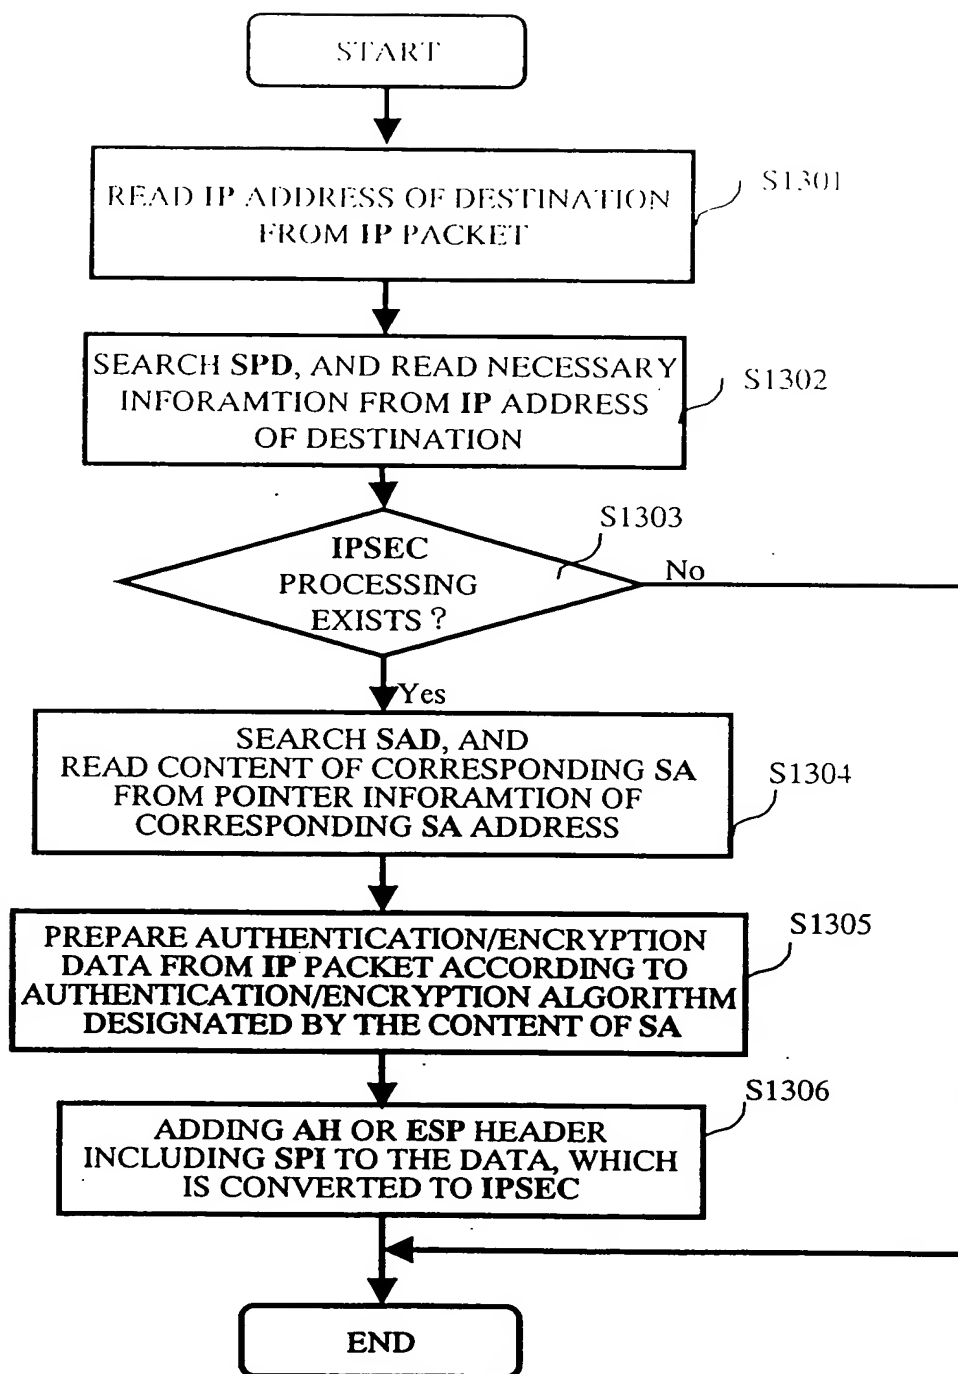 START
READ IP ADDRESS OF DESTINATION
FROM IP PACKET
S1301
SEARCH SPD, AND READ NECESSARY
INFORAMTION FROM IP ADDRESS
OF DESTINATION
S1302
IPSEC
PROCESSING
EXISTS ?
S1303
No
Yes
SEARCH SAD, AND
READ CONTENT OF CORRESPONDING SA
FROM POINTER INFORAMTION OF
CORRESPONDING SA ADDRESS
S1304
PREPARE AUTHENTICATION/ENCRYPTION
DATA FROM IP PACKET ACCORDING TO
AUTHENTICATION/ENCRYPTION ALGORITHM
DESIGNATED BY THE CONTENT OF SA
S1305
ADDING AH OR ESP HEADER
INCLUDING SPI TO THE DATA, WHICH
IS CONVERTED TO IPSEC
S1306
END